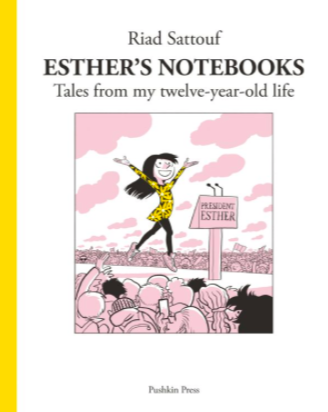 Riad Sattouf
ESTHER'S NOTEBOOKS
Tales from my twelve-year-old life
PRESIDENT
ESTHER
Pushkin Press